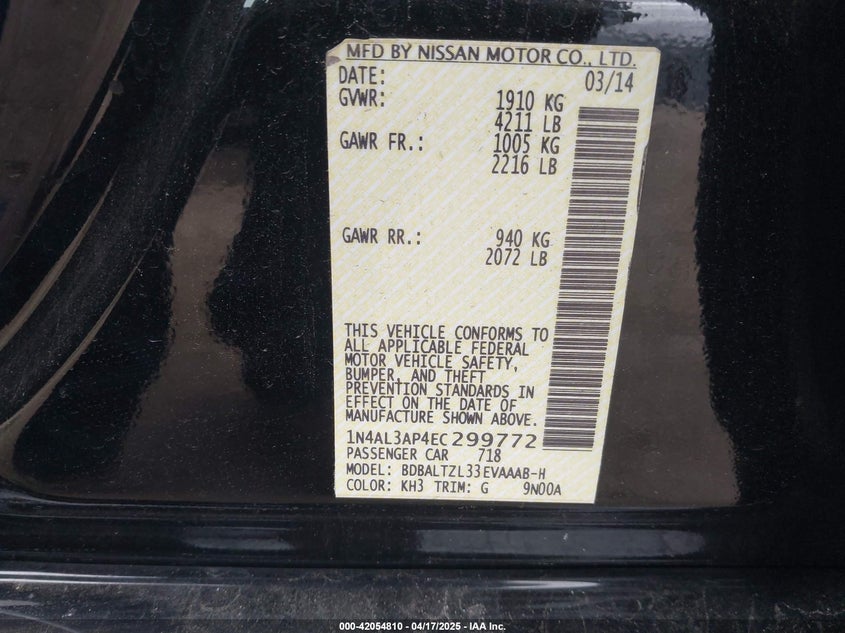 MFD BY NISSAN MOTOR CO., LTD.
DATE: 03/14
GVWR: 1910 KG
4211 LB
GAWR FR.: 1005 KG
2216 LB
GAWR RR.: 940 KG
2072 LB
THIS VEHICLE CONFORMS TO
ALL APPLICABLE FEDERAL
MOTOR VEHICLE SAFETY,
BUMPER, AND THEFT
PREVENTION STANDARDS IN
EFFECT ON THE DATE OF
MANUFACTURE SHOWN ABOVE.
1N4AL3AP4EC299772
PASSENGER CAR 718
MODEL: BDBALTZL33EVAAAB-H
COLOR: KH3 TRIM: G 9N00A
000-42054810 - 04/17/2025 - IAA Inc.